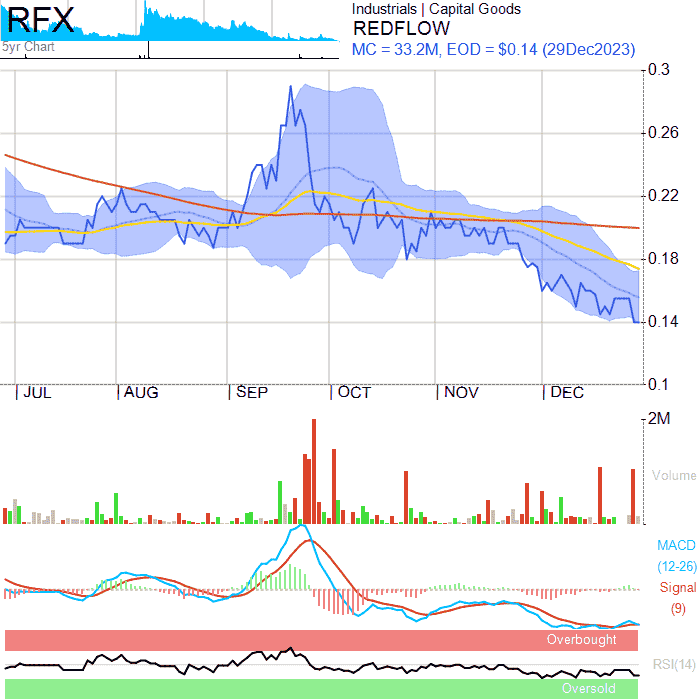 RFX
5yr Chart
Industrials | Capital Goods
REDFLOW
MC = 33.2M, EOD = $0.14 (29Dec2023)
0.3
0.26
0.22
0.18
0.14
0.1
JUL AUG SEP OCT NOV DEC
2M
Volume
MACD
(12-26)
Signal
(9)
Overbought
RSI(14)
Oversold